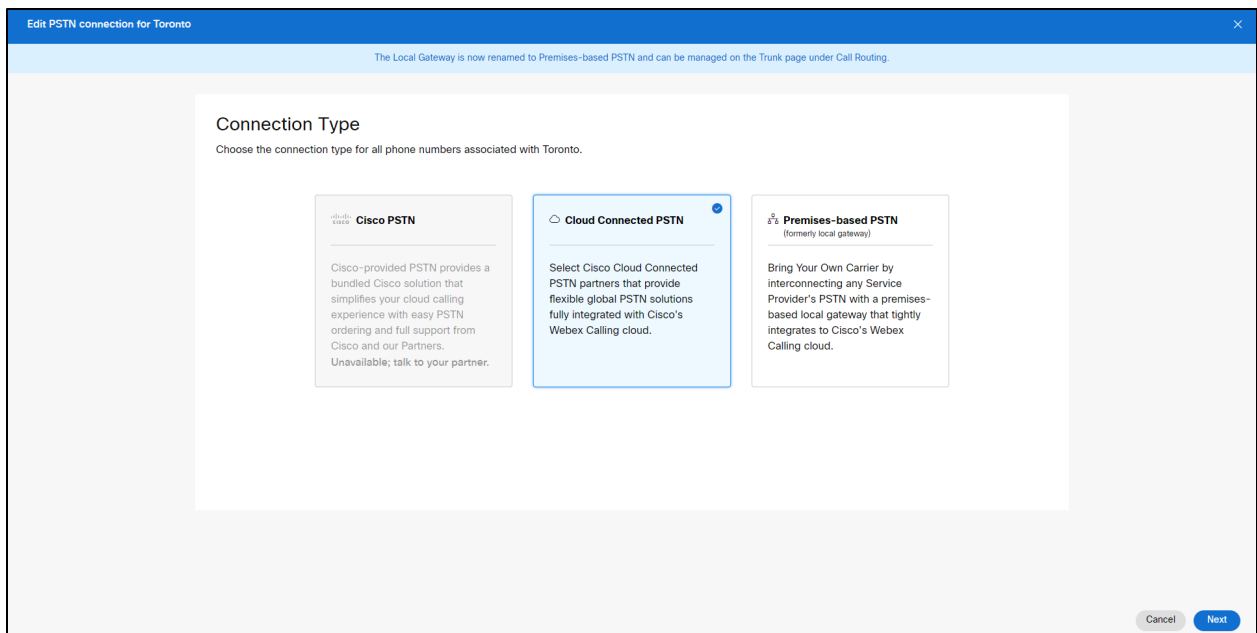 Edit PSTN connection for Toronto
The Local Gateway is now renamed to Premises-based PSTN and can be managed on the Trunk page under Call Routing.
Connection Type
Choose the connection type for all phone numbers associated with Toronto.
cisco Cisco PSTN
Cisco-provided PSTN provides a
bundled Cisco solution that
simplifies your cloud calling
experience with easy PSTN
ordering and full support from
Cisco and our Partners.
Unavailable; talk to your partner.
Cloud Connected PSTN
Select Cisco Cloud Connected
PSTN partners that provide
flexible global PSTN solutions
fully integrated with Cisco's
Webex Calling cloud.
Premises-based PSTN
(formerly local gateway)
Bring Your Own Carrier by
interconnecting any Service
Provider's PSTN with a premises-
based local gateway that tightly
integrates to Cisco's Webex
Calling cloud.
Cancel
Next